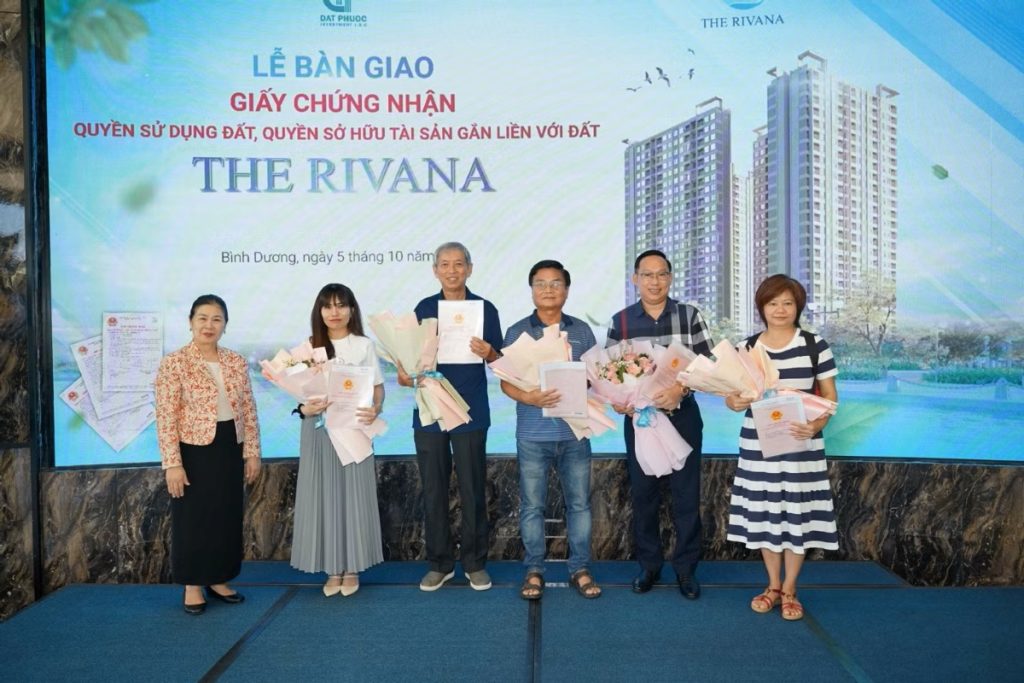 DAT PHUOC
THE RIVANA
LỄ BÀN GIAO
GIẤY CHỨNG NHẬN
QUYỀN SỬ DỤNG ĐẤT, QUYỀN SỞ HỮU TÀI SẢN GẮN LIỀN VỚI ĐẤT
THE RIVANA
Bình Dương, ngày 5 tháng 10 năm